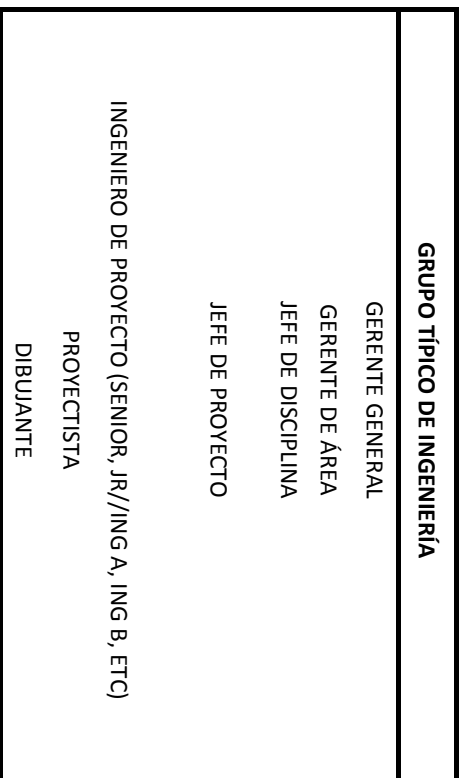 GRUPO TÍPICO DE INGENIERÍA
GERENTE GENERAL
GERENTE DE ÁREA
JEFE DE DISCIPLINA
JEFE DE PROYECTO
INGENIERO DE PROYECTO (SENIOR, JR//ING A, ING B, ETC)
PROYECTISTA
DIBUJANTE